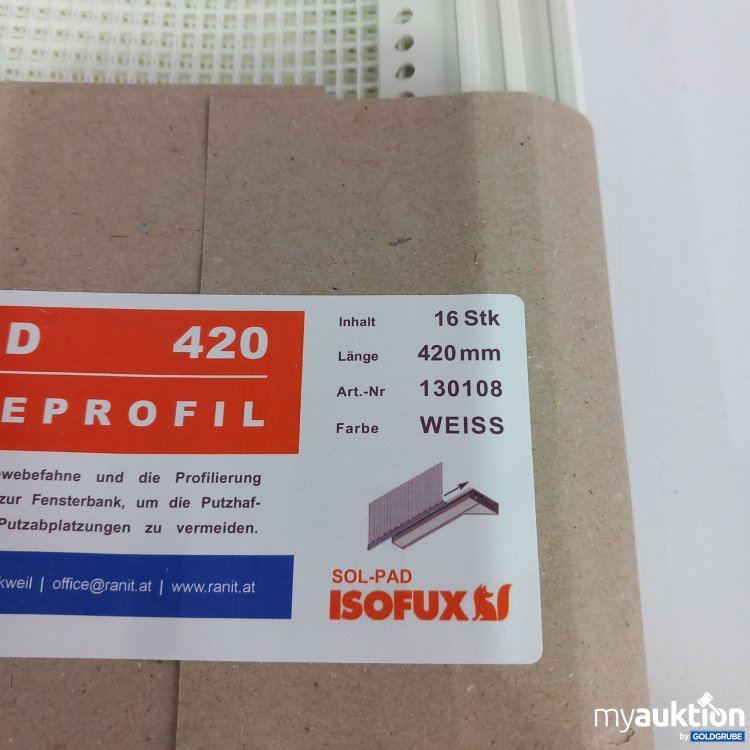 D 420
EPROFIL
Inhalt 16 Stk
Länge 420 mm
Art.-Nr 130108
Farbe WEISS
webefahne und die Profilierung
zur Fensterbank, um die Putzhaf-
Putzabplatzungen zu vermeiden.
kweil | office@ranit.at | www.ranit.at
SOL-PAD
ISOFUX
myauktion
by GOLDGRUBE